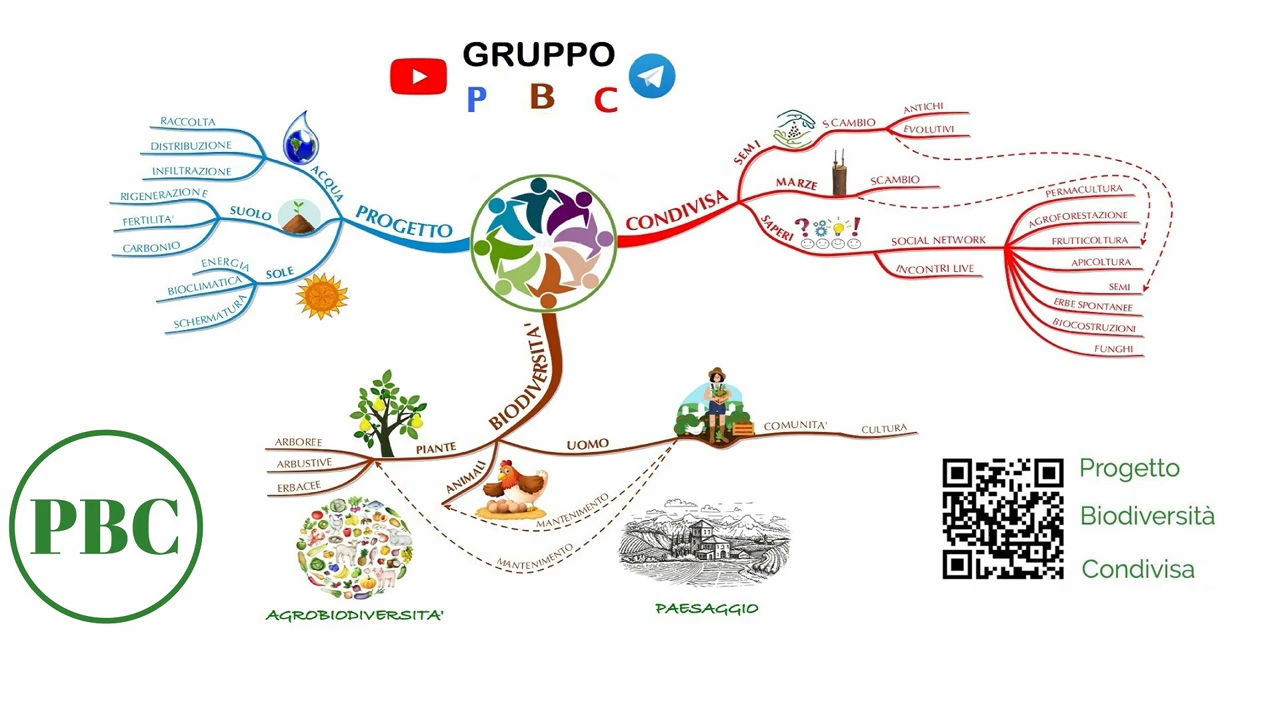 GRUPPO
P B C
RACCOLTA
DISTRIBUZIONE
INFILTRAZIONE
ACQUA
RIGENERAZIONE
FERTILITA'
CARBONIO
SUOLO
ENERGIA
BIOCLIMATICA
SCHERMATURA
SOLE
PROGETTO
CONDIVISA
SEMI
SCAMBIO
ANTICHI
EVOLUTIVI
MARZE
SCAMBIO
SAPERI
? !
SOCIAL NETWORK
INCONTRI LIVE
PERMACULTURA
AGROFORESTAZIONE
FRUTTICOLTURA
APICOLTURA
SEMI
ERBE SPONTANEE
BIOCOSTRUZIONI
FUNGHI
BIODIVERSITA'
PIANTE
ARBOREE
ARBUSTIVE
ERBACEE
ANIMALI
UOMO
COMUNITA'
CULTURA
MANTENIMENTO
MANTENIMENTO
AGROBIODIVERSITA'
PAESAGGIO
PBC
Progetto
Biodiversità
Condivisa